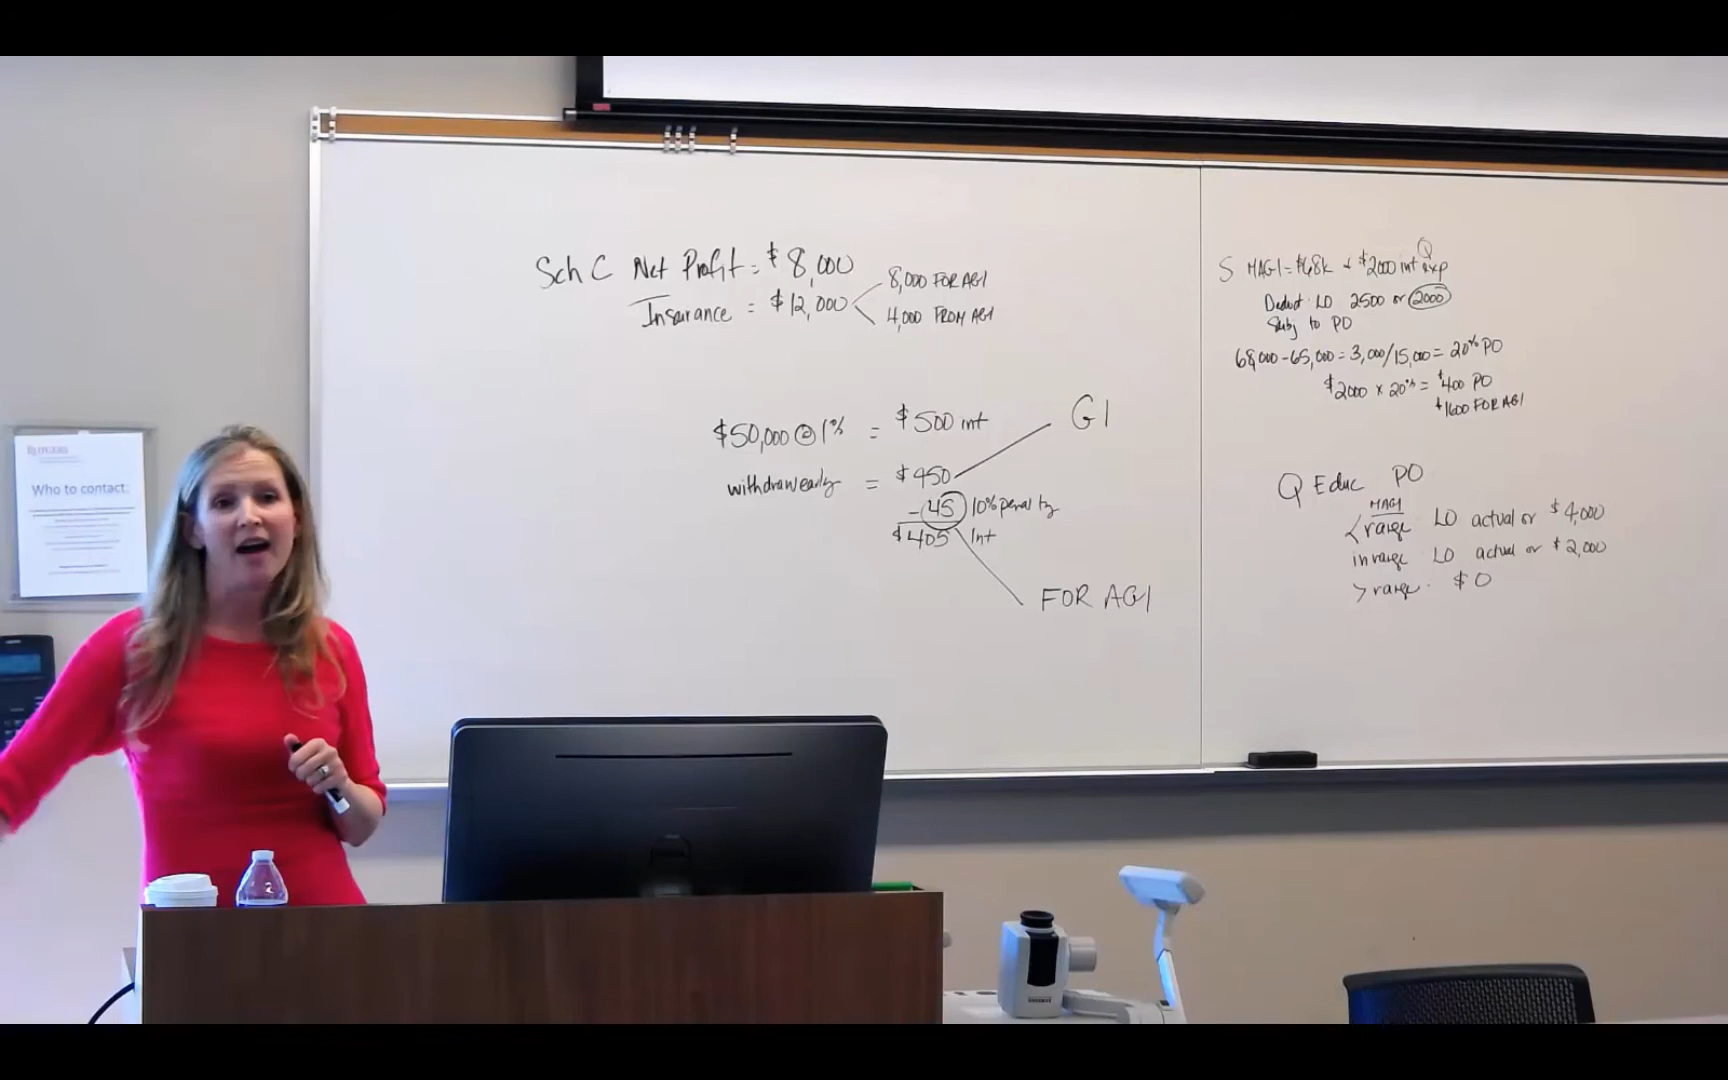 Sch C Net Profit = $8,000
Insurance = $12,000
8,000 FOR AGI
4,000 FROM AGI
$50,000 @ 1% = $500 int
GI
withdraw early = $450
-45 10% penalty
$405 Int
FOR AGI
S MAGI = $68k + $2000 int Q exp
Deduct LO 2500 or 2000
Subj to PO
68,000 - 65,000 = 3,000/15,000 = 20% PO
$2000 x 20% = $400 PO
$1600 FOR AGI
Q Educ PO
MAGI
< range LO actual or $4,000
in range LO actual or $2,000
> range: $0
RUTGERS
Who to contact: